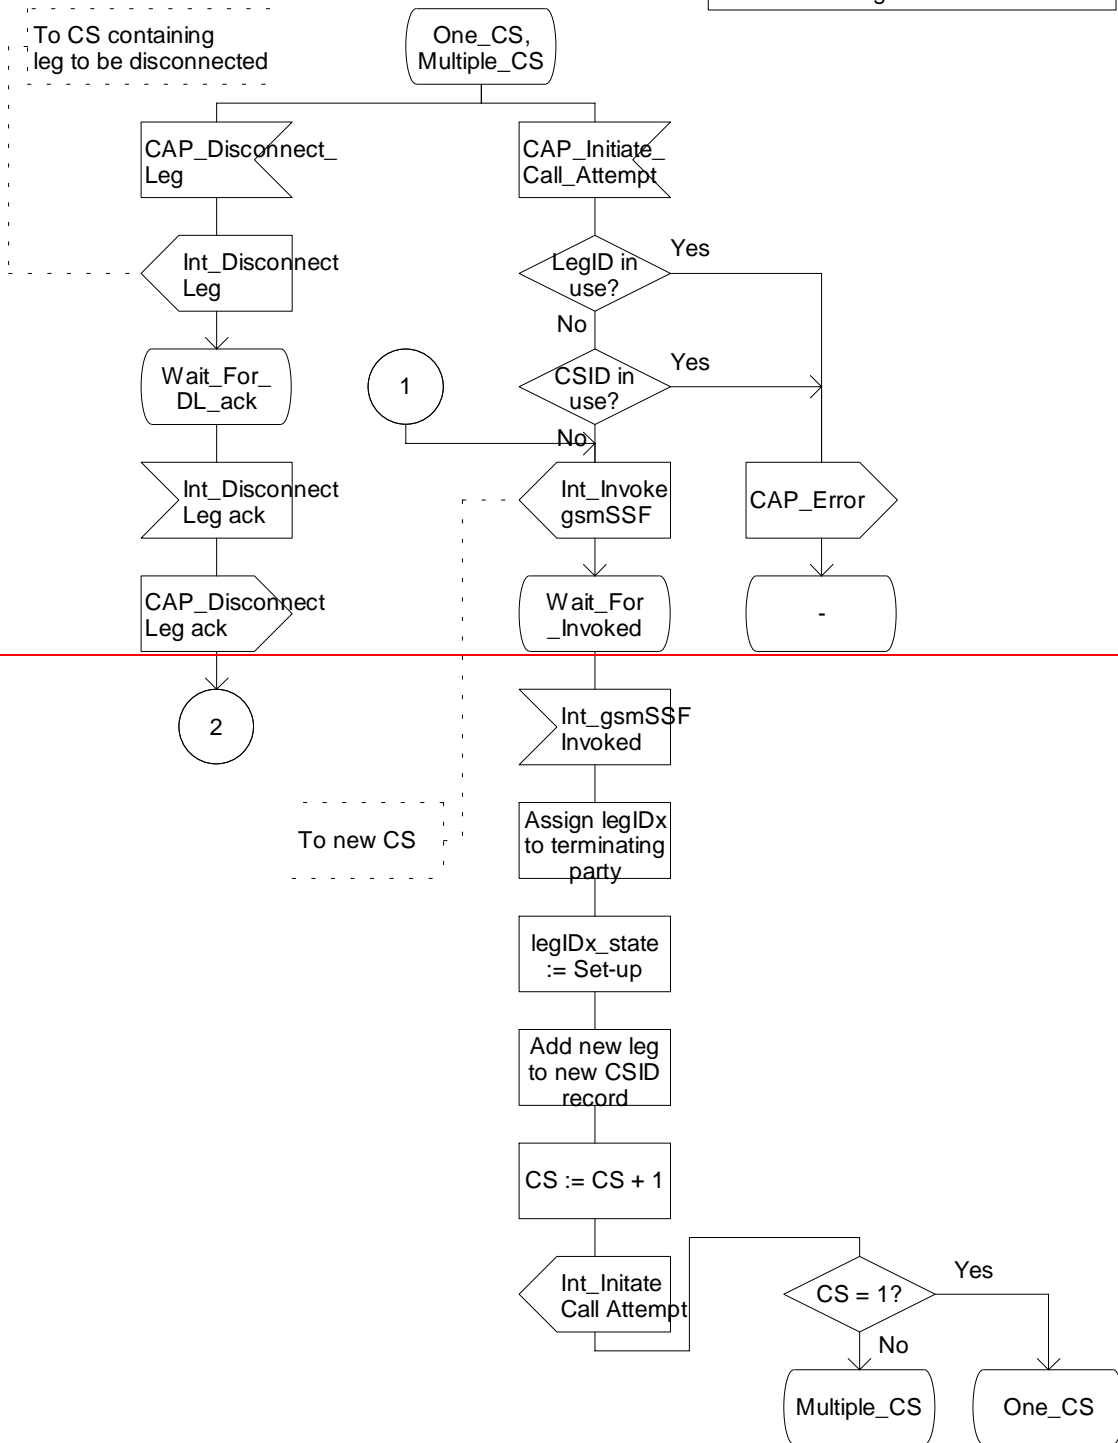 To CS containing
leg to be disconnected
One_CS,
Multiple_CS
CAP_Disconnect_
Leg
CAP_Initiate_
Call_Attempt
Int_Disconnect
Leg
LegID in
use?
Yes
No
Wait_For_
DL_ack
1
CSID in
use?
Yes
No
Int_Disconnect
Leg ack
Int_Invoke
gsmSSF
CAP_Error
CAP_Disconnect
Leg ack
Wait_For
_Invoked
-
2
Int_gsmSSF
Invoked
To new CS
Assign legIDx
to terminating
party
legIDx_state
:= Set-up
Add new leg
to new CSID
record
CS := CS + 1
Int_Initate
Call Attempt
CS = 1?
Yes
No
Multiple_CS
One_CS